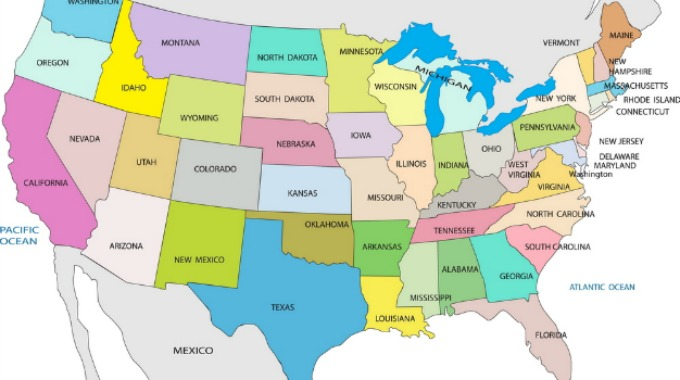 WASHINGTON
MONTANA
NORTH DAKOTA
MINNESOTA
VERMONT
MAINE
OREGON
IDAHO
MICHIGAN
NEW
HAMPSHIRE
WISCONSIN
MASSACHUSETTS
SOUTH DAKOTA
NEW YORK
RHODE ISLAND
CONNECTICUT
WYOMING
PENNSYLVANIA
IOWA
NEVADA
NEBRASKA
NEW JERSEY
OHIO
UTAH
ILLINOIS
INDIANA
DELAWARE
MARYLAND
Washington
COLORADO
WEST
VIRGINIA
CALIFORNIA
KANSAS
VIRGINIA
MISSOURI
KENTUCKY
NORTH CAROLINA
OKLAHOMA
TENNESSEE
PACIFIC
OCEAN
ARIZONA
ARKANSAS
SOUTH CAROLINA
NEW MEXICO
ALABAMA
GEORGIA
ATLANTIC OCEAN
MISSISSIPPI
TEXAS
LOUISIANA
FLORIDA
MEXICO